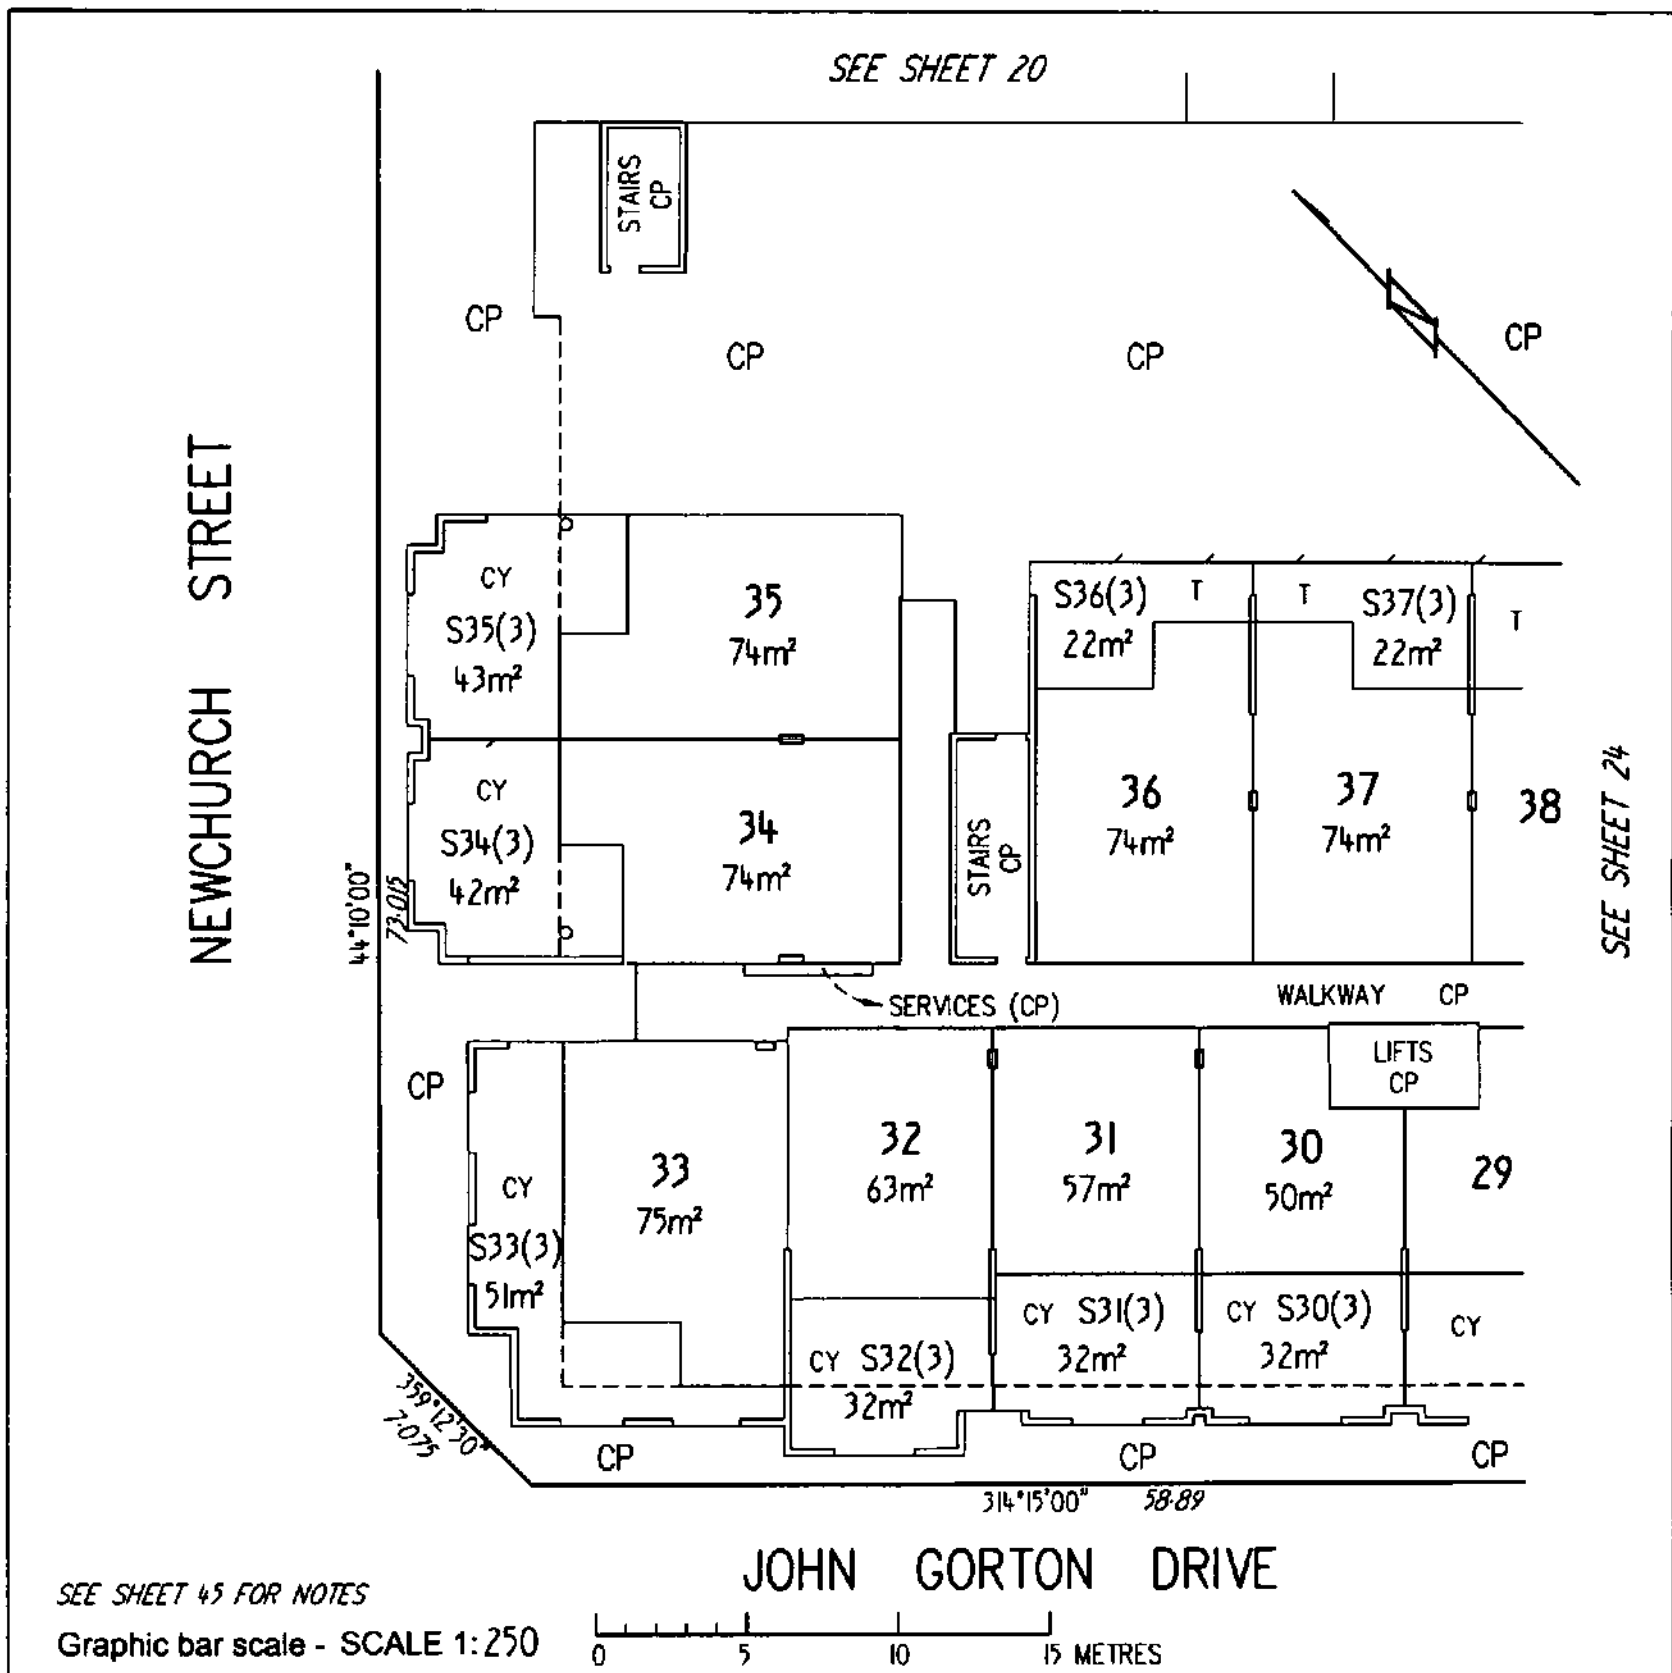 SEE SHEET 20
STAIRS
CP
CP
CP
CP
CP
NEWCHURCH STREET
CY
S35(3)
43m²
35
74m²
S36(3)
22m²
T
T
S37(3)
22m²
T
CY
S34(3)
42m²
34
74m²
STAIRS
CP
36
74m²
37
74m²
38
SEE SHEET 24
44°10'00"
73·015
SERVICES (CP)
WALKWAY CP
LIFTS
CP
CP
CY
S33(3)
51m²
33
75m²
32
63m²
31
57m²
30
50m²
29
CY S32(3)
32m²
CY S31(3)
32m²
CY S30(3)
32m²
CY
359°12'30"
7·075
CP
CP
CP
314°15'00" 58·89
JOHN GORTON DRIVE
SEE SHEET 45 FOR NOTES
Graphic bar scale - SCALE 1:250
0 5 10 15 METRES